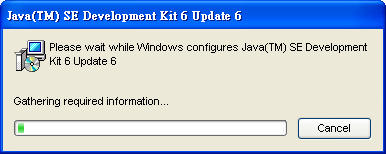 Java(TM) SE Development Kit 6 Update 6
Please wait while Windows configures Java(TM) SE Development
Kit 6 Update 6
Gathering required information...
Cancel